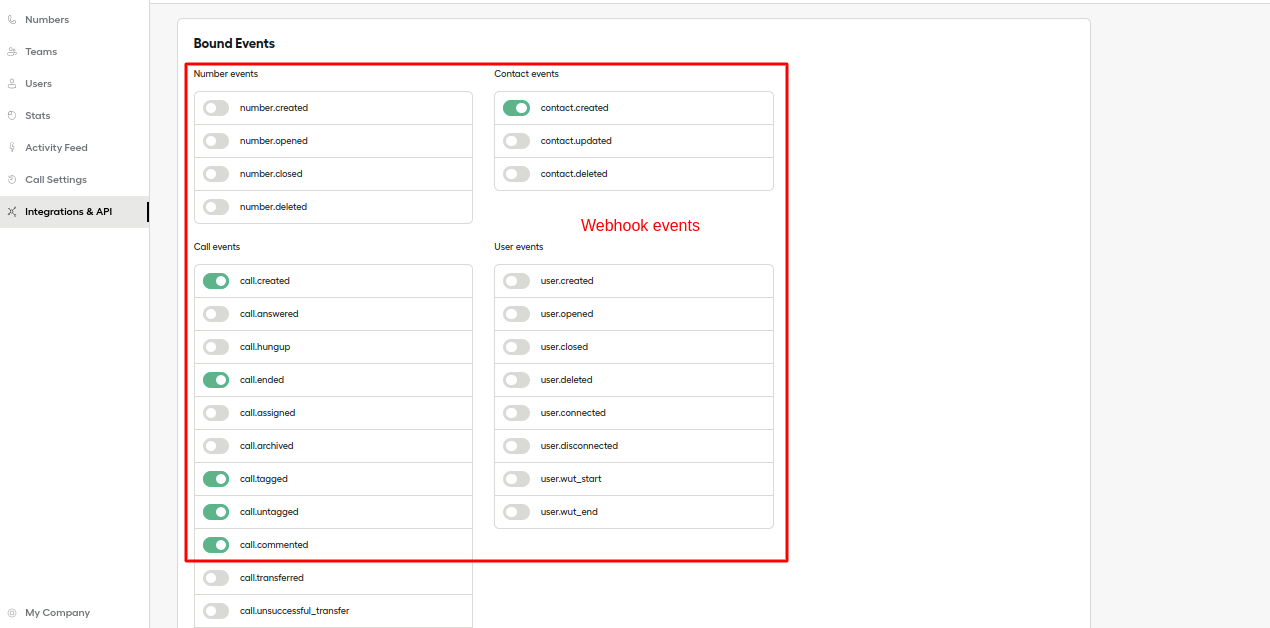 Numbers
Teams
Users
Stats
Activity Feed
Call Settings
Integrations & API
My Company
Bound Events
Number events
number.created
number.opened
number.closed
number.deleted
Contact events
contact.created
contact.updated
contact.deleted
Webhook events
Call events
call.created
call.answered
call.hungup
call.ended
call.assigned
call.archived
call.tagged
call.untagged
call.commented
call.transferred
call.unsuccessful_transfer
User events
user.created
user.opened
user.closed
user.deleted
user.connected
user.disconnected
user.wut_start
user.wut_end